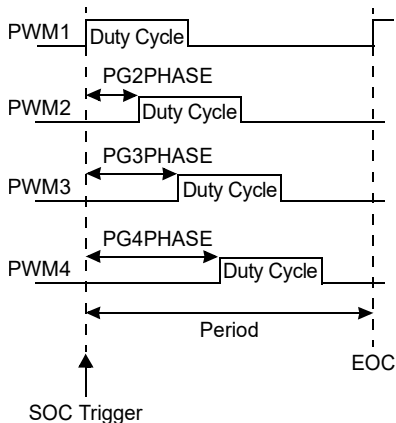 PWM1
Duty Cycle
PG2PHASE
PWM2
Duty Cycle
PG3PHASE
PWM3
Duty Cycle
PG4PHASE
PWM4
Duty Cycle
Period
EOC
SOC Trigger